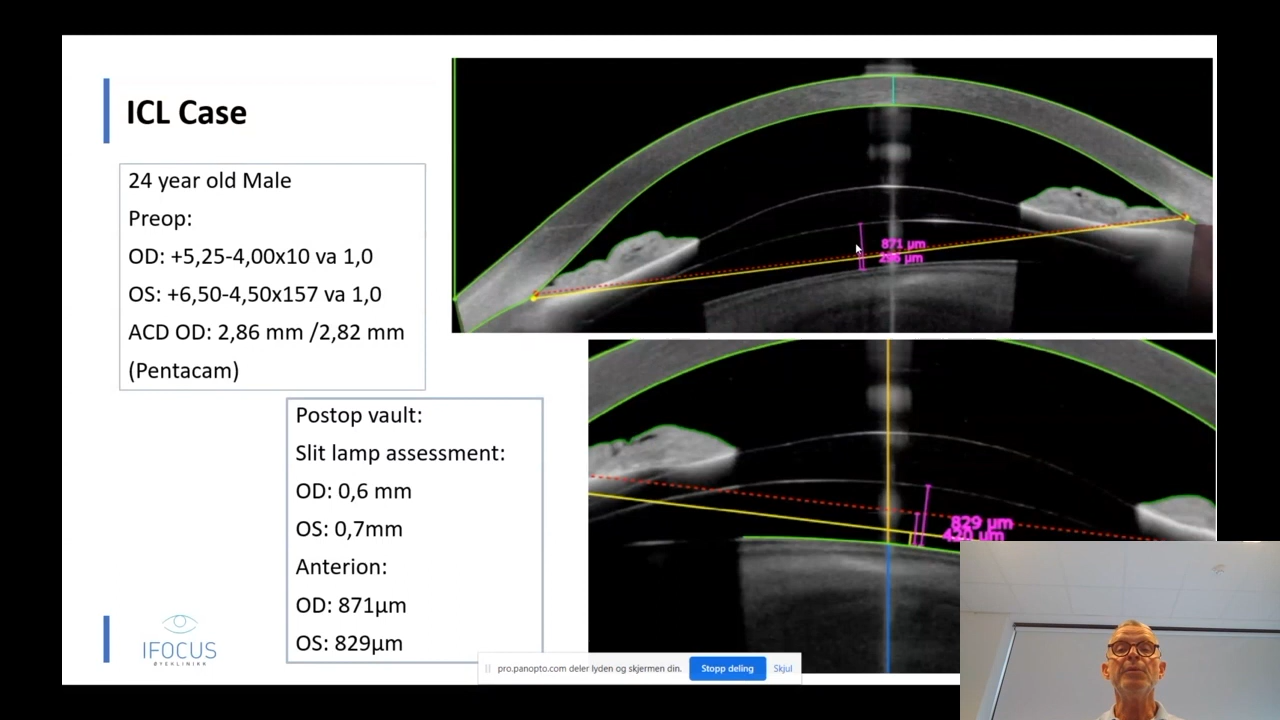 ICL Case
24 year old Male
Preop:
OD: +5,25-4,00x10 va 1,0
OS: +6,50-4,50x157 va 1,0
ACD OD: 2,86 mm /2,82 mm
(Pentacam)
Postop vault:
Slit lamp assessment:
OD: 0,6 mm
OS: 0,7mm
Anterion:
OD: 871µm
OS: 829µm
871 µm
829 µm
420 µm
IFOCUS
ØYEKLINIKK
pro.panopto.com deler lyden og skjermen din.
Stopp deling
Skjul